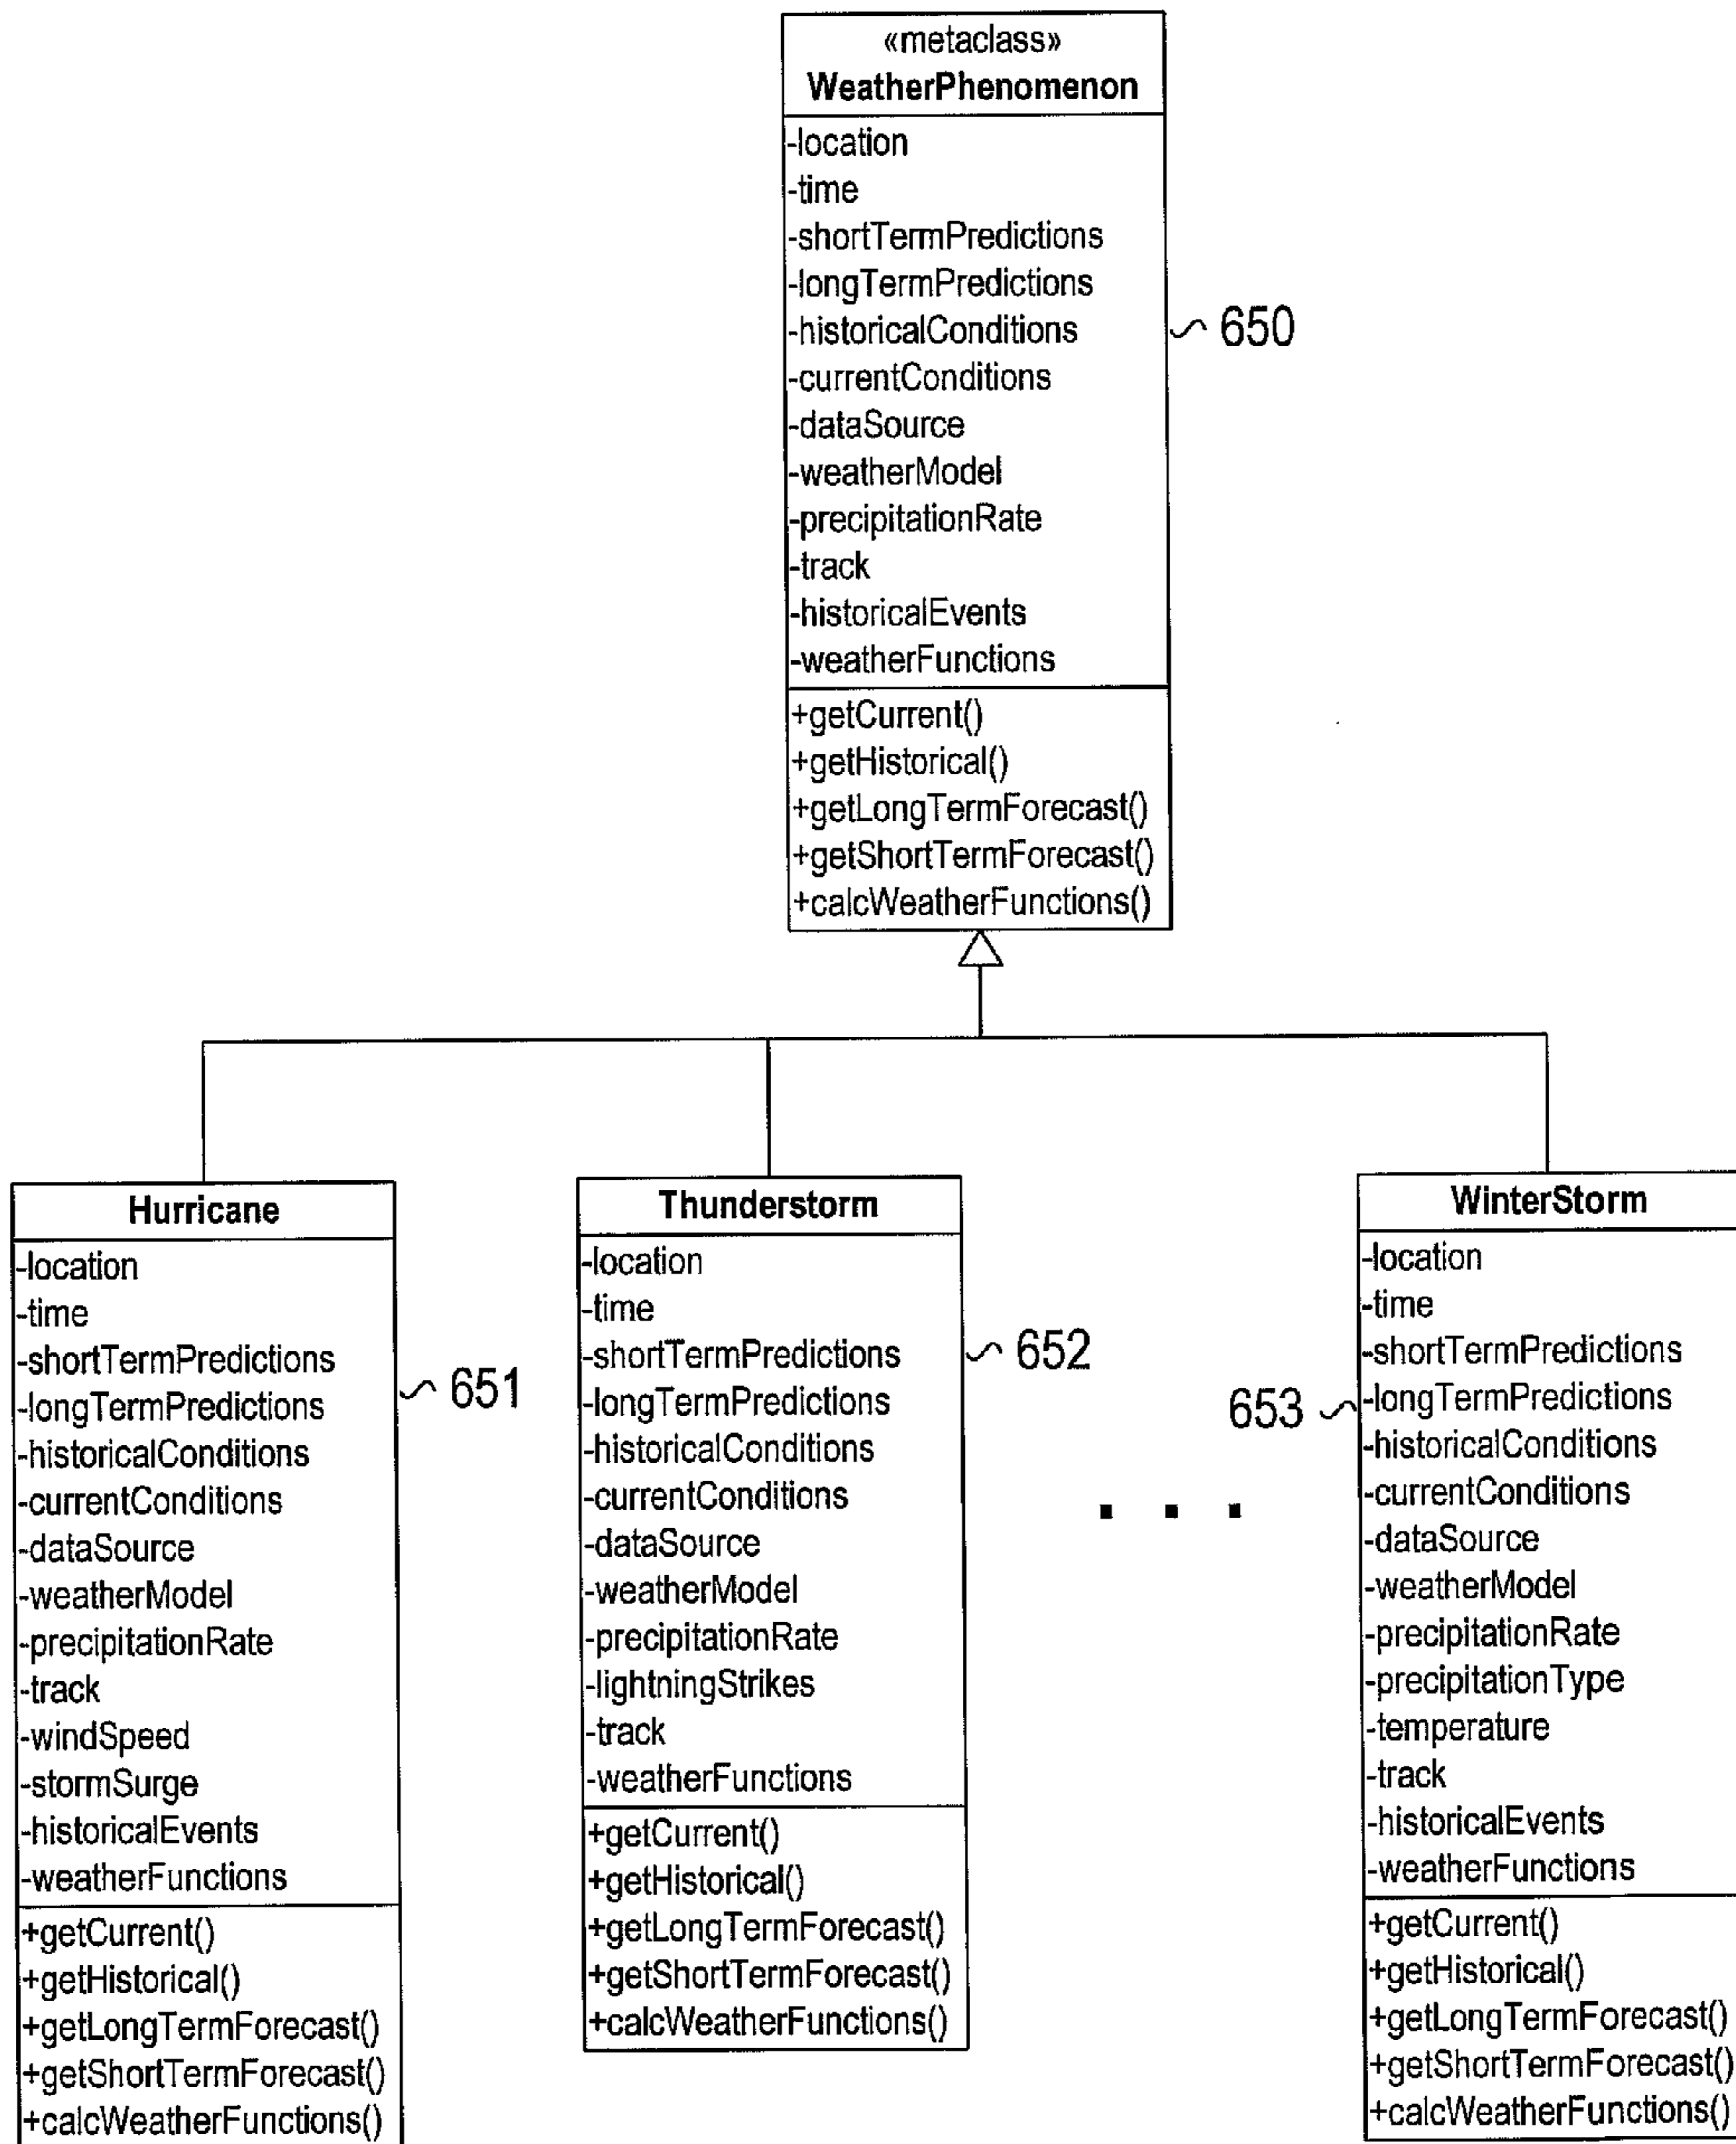 «metaclass»
WeatherPhenomenon
-location
-time
-shortTermPredictions
-longTermPredictions
-historicalConditions
-currentConditions
-dataSource
-weatherModel
-precipitationRate
-track
-historicalEvents
-weatherFunctions
+getCurrent()
+getHistorical()
+getLongTermForecast()
+getShortTermForecast()
+calcWeatherFunctions()
650
Hurricane
-location
-time
-shortTermPredictions
-longTermPredictions
-historicalConditions
-currentConditions
-dataSource
-weatherModel
-precipitationRate
-track
-windSpeed
-stormSurge
-historicalEvents
-weatherFunctions
+getCurrent()
+getHistorical()
+getLongTermForecast()
+getShortTermForecast()
+calcWeatherFunctions()
651
Thunderstorm
-location
-time
-shortTermPredictions
-longTermPredictions
-historicalConditions
-currentConditions
-dataSource
-weatherModel
-precipitationRate
-lightningStrikes
-track
-weatherFunctions
+getCurrent()
+getHistorical()
+getLongTermForecast()
+getShortTermForecast()
+calcWeatherFunctions()
652
. . .
653
WinterStorm
-location
-time
-shortTermPredictions
-longTermPredictions
-historicalConditions
-currentConditions
-dataSource
-weatherModel
-precipitationRate
-precipitationType
-temperature
-track
-historicalEvents
-weatherFunctions
+getCurrent()
+getHistorical()
+getLongTermForecast()
+getShortTermForecast()
+calcWeatherFunctions()